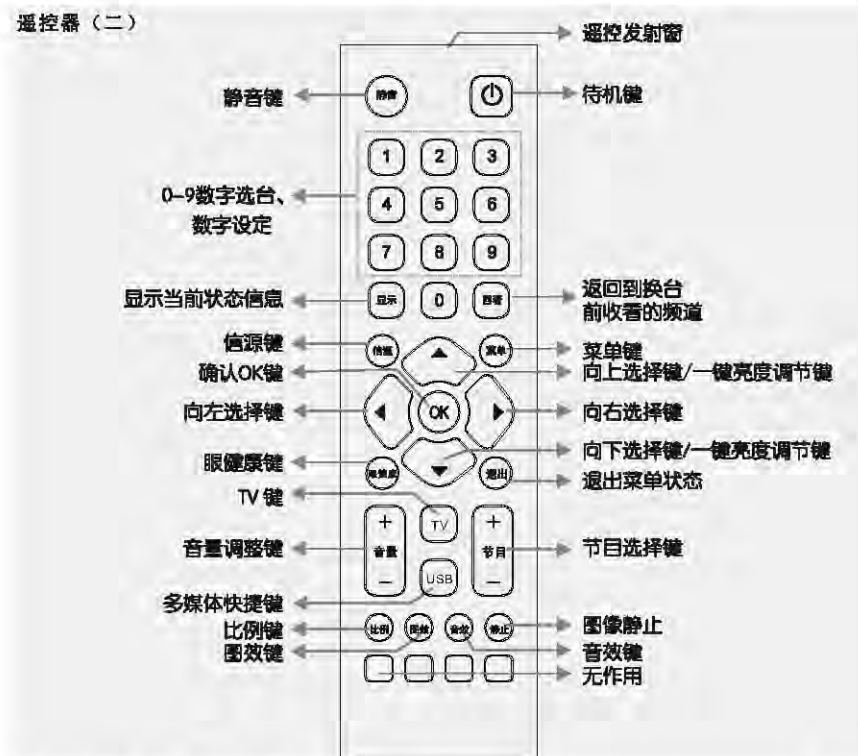 遥控器（二）
遥控发射窗
静音键
静音
待机键
1 2 3
0-9数字选台、
数字设定
4 5 6
7 8 9
显示当前状态信息
显示
0
回看
返回到换台
前收看的频道
信源键
信源
菜单
菜单键
确认OK键
向上选择键/一键亮度调节键
向左选择键
OK
向右选择键
眼健康键
眼健康
退出
向下选择键/一键亮度调节键
退出菜单状态
TV 键
TV
音量调整键
+
音量
-
+
节目
-
节目选择键
USB
多媒体快捷键
比例键
比例
图效
音效
静止
图像静止
图效键
音效键
无作用